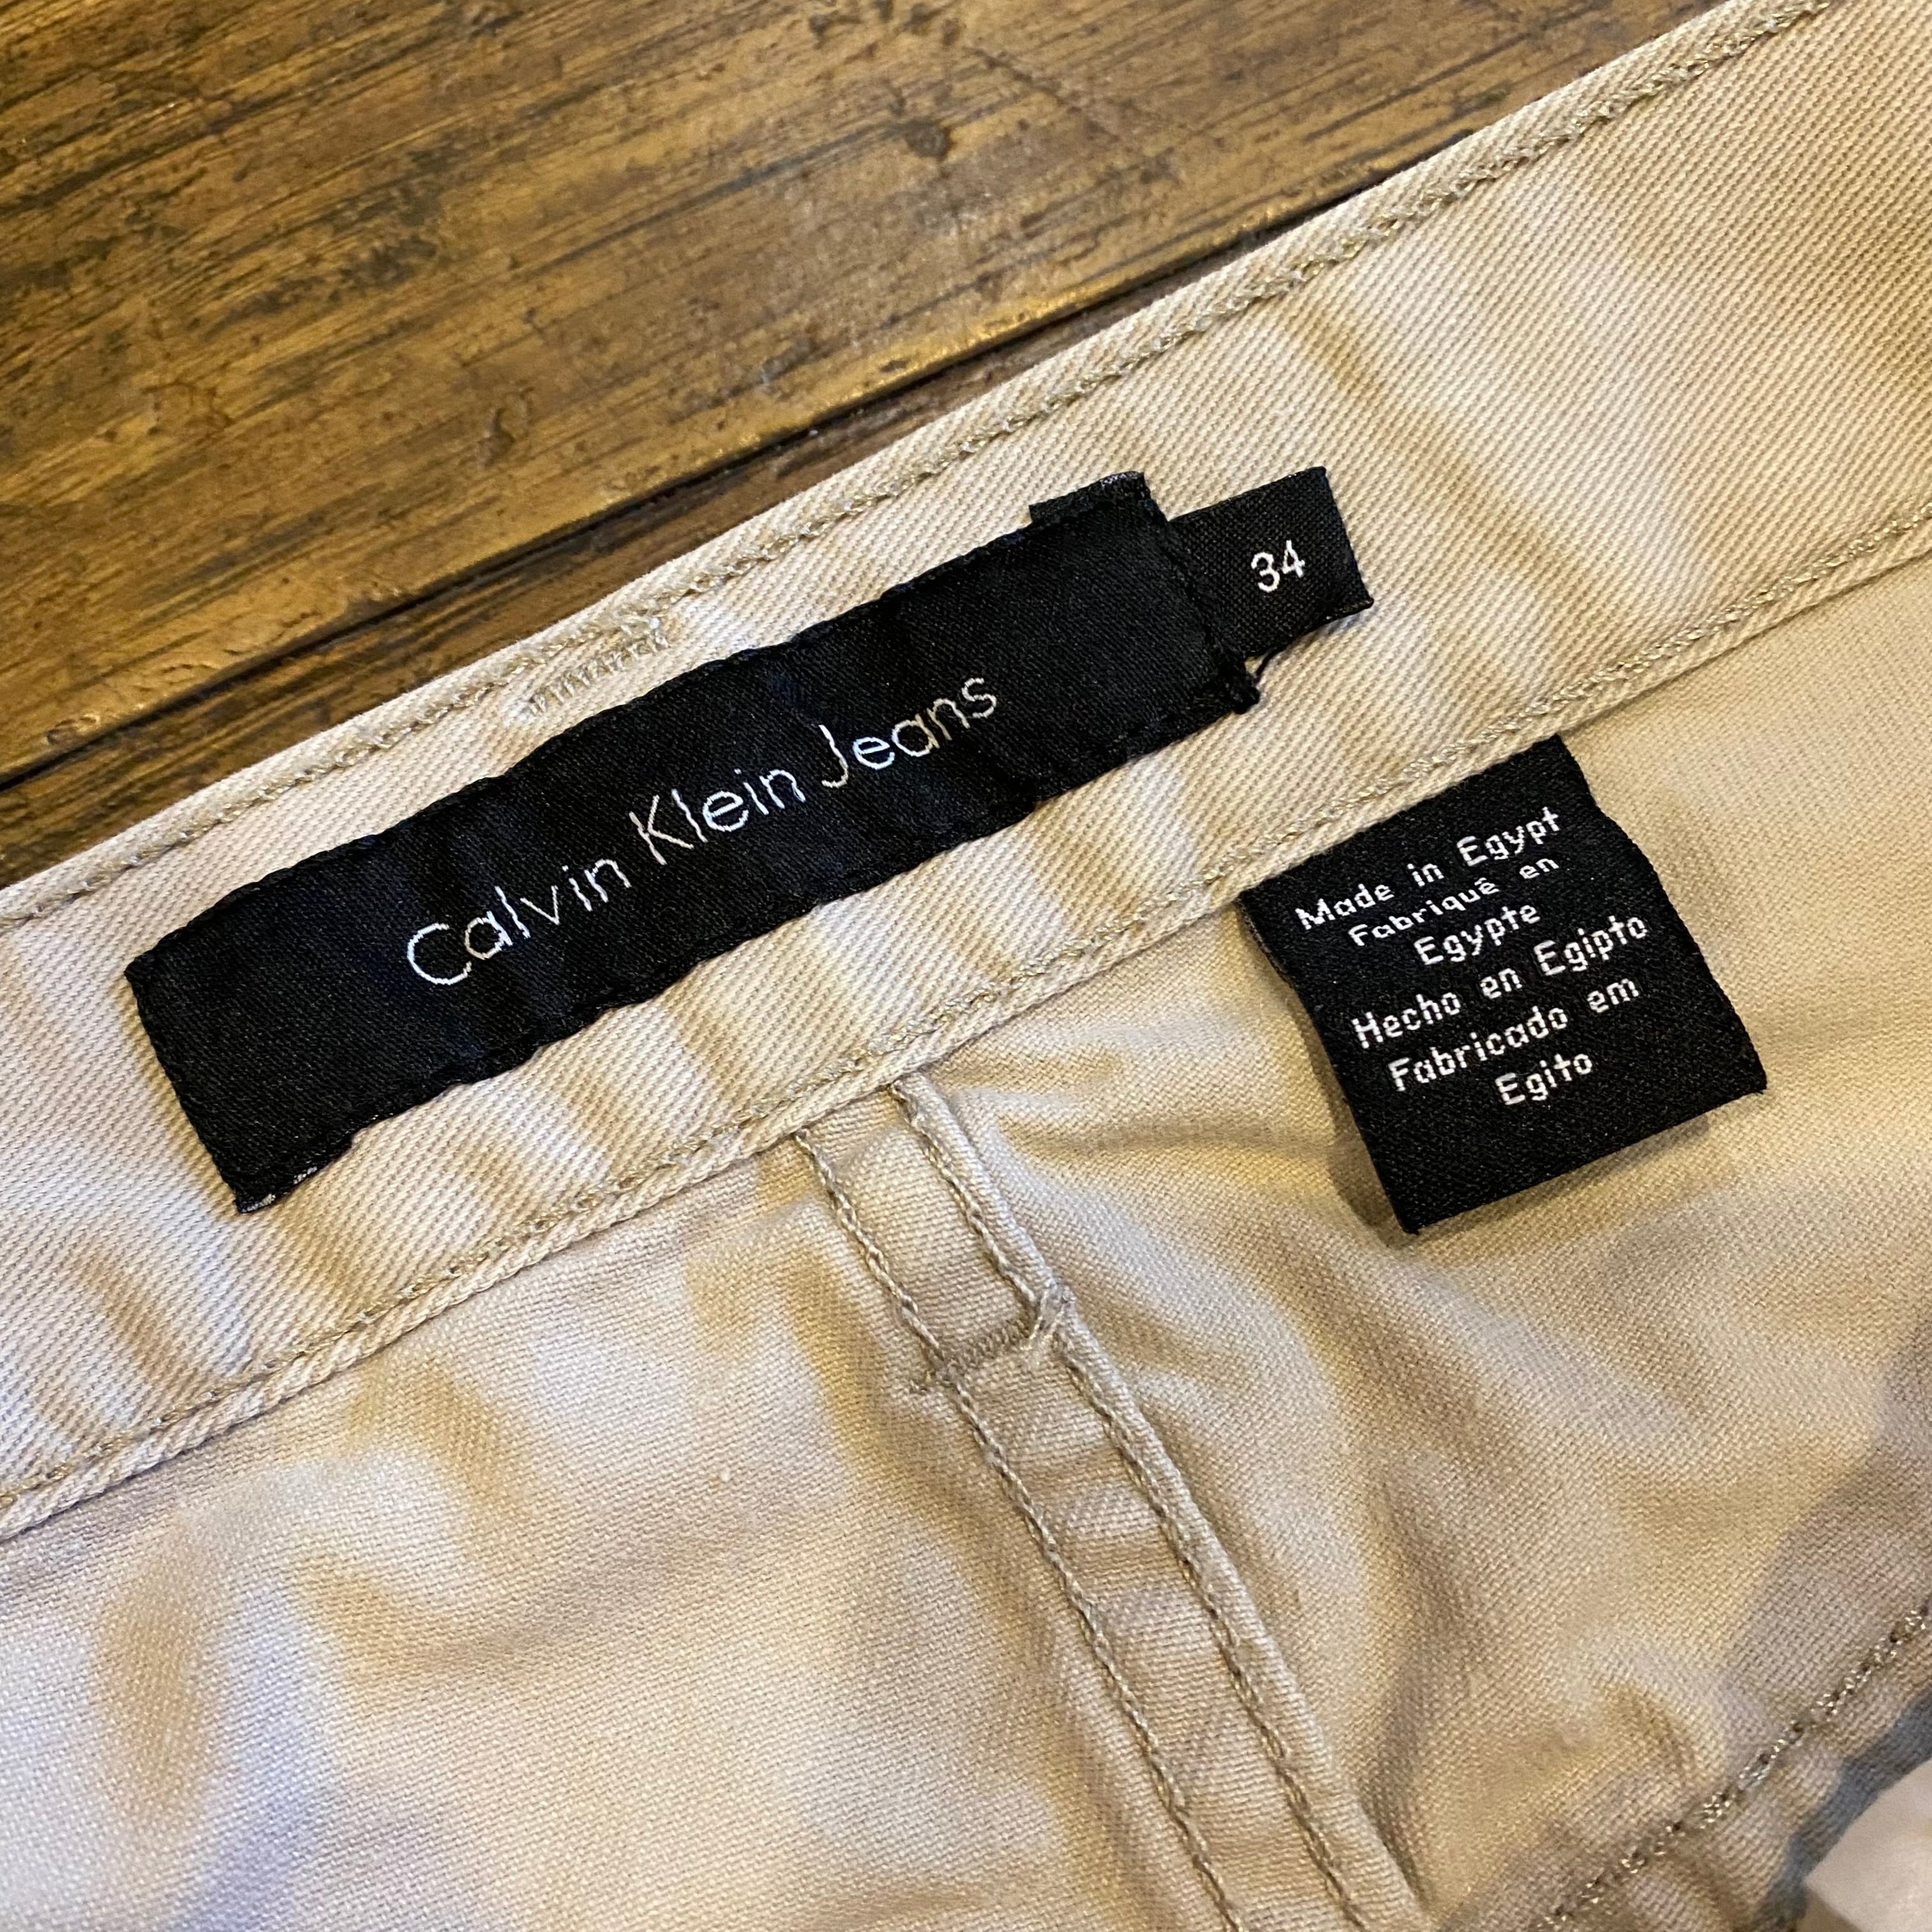 Calvin Klein Jeans
34
Made in Egypt
Fabriqué en
Egypte
Hecho en Egipto
Fabricado em
Egito